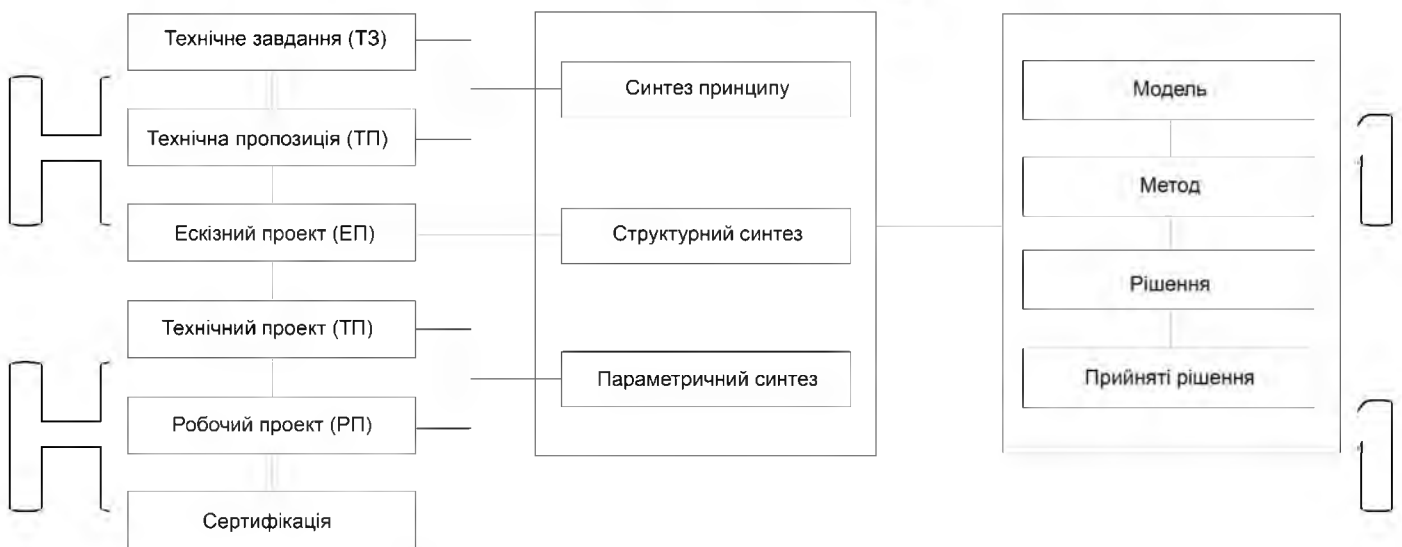 Технічне завдання (ТЗ)
Технічна пропозиція (ТП)
Ескізний проект (ЕП)
Технічний проект (ТП)
Робочий проект (РП)
Сертифікація
Синтез принципу
Структурний синтез
Параметричний синтез
Модель
Метод
Рішення
Прийняті рішення